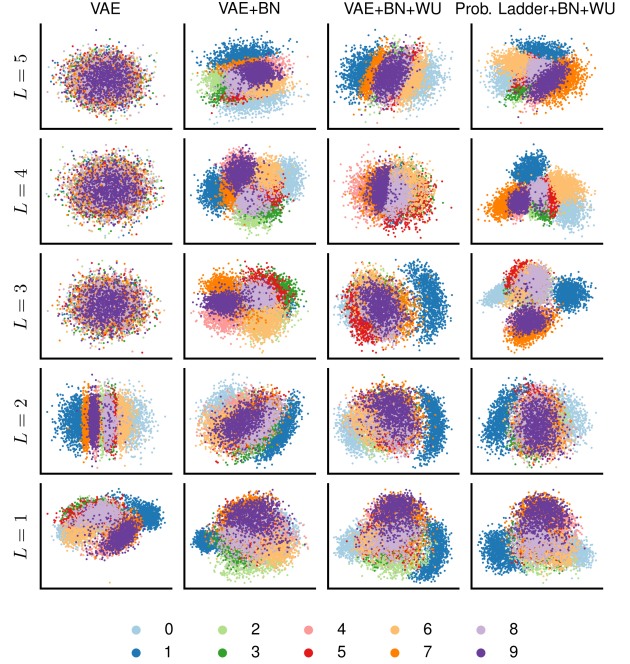 VAE VAE+BN VAE+BN+WU Prob. Ladder+BN+WU
L = 5
L = 4
L = 3
L = 2
L = 1
0 2 4 6 8
1 3 5 7 9